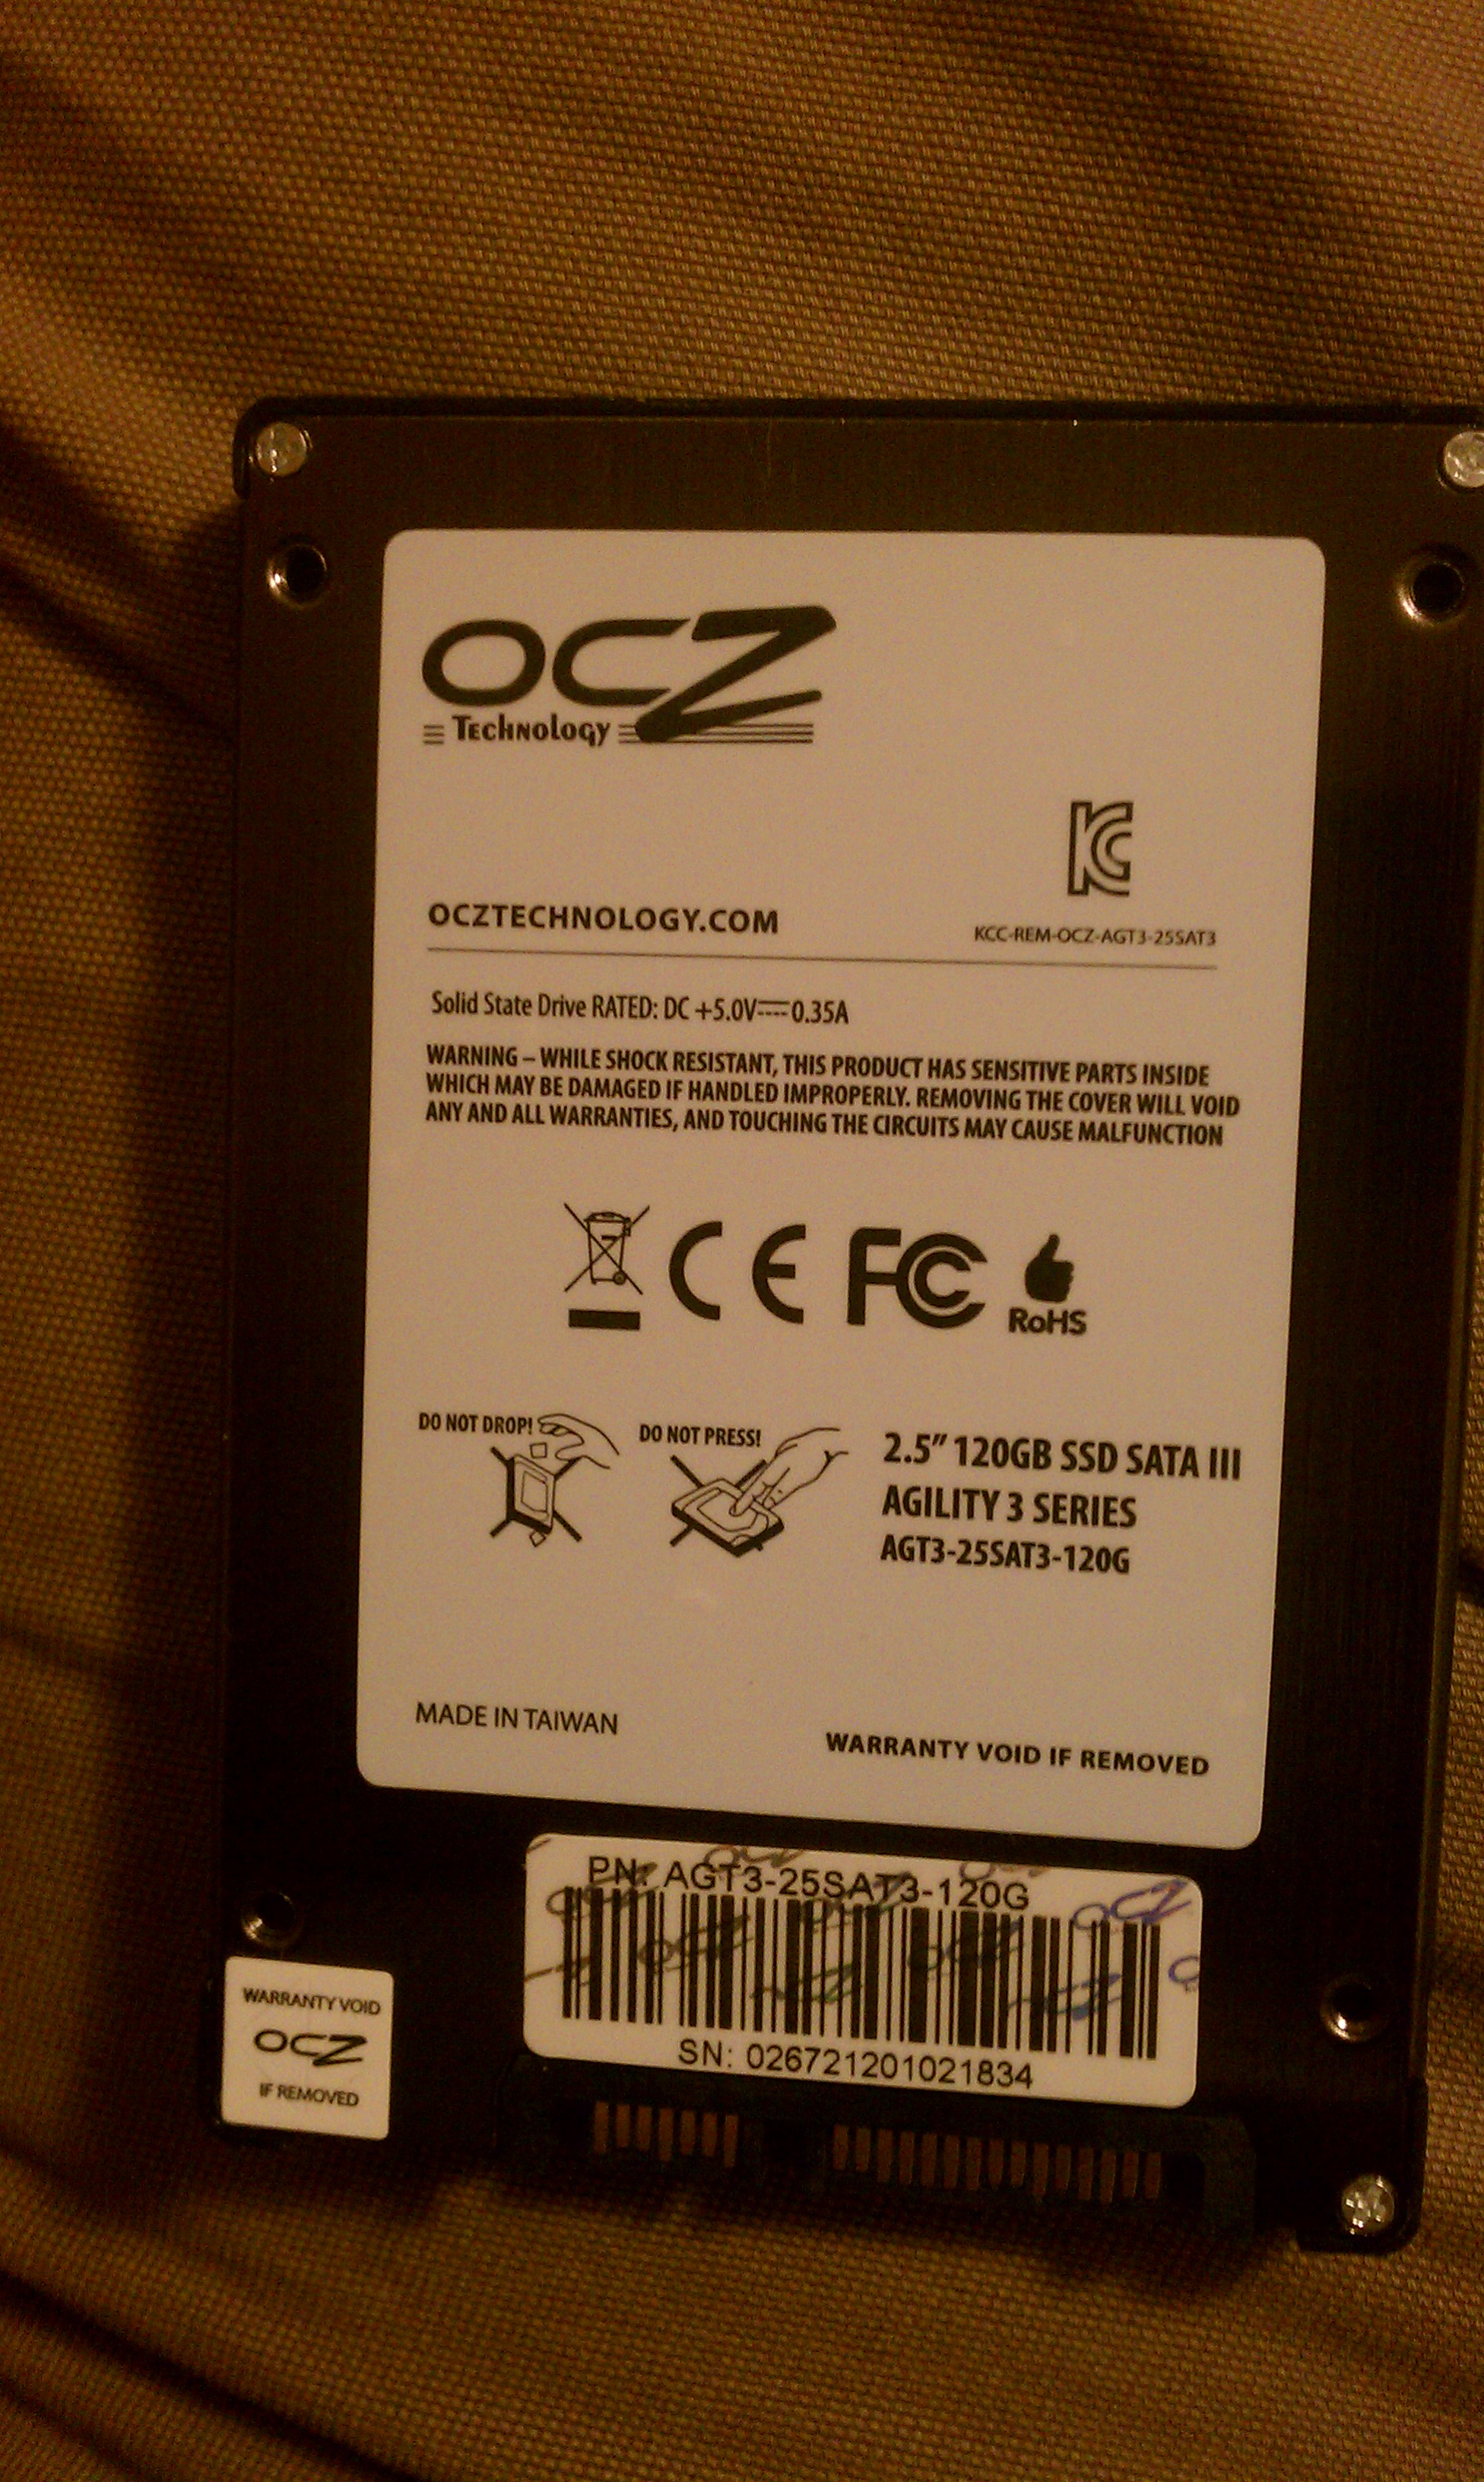 OCZ
Technology
KC
OCZTECHNOLOGY.COM
KCC-REM-OCZ-AGT3-25SAT3
Solid State Drive RATED: DC +5.0V⎓0.35A
WARNING – WHILE SHOCK RESISTANT, THIS PRODUCT HAS SENSITIVE PARTS INSIDE
WHICH MAY BE DAMAGED IF HANDLED IMPROPERLY. REMOVING THE COVER WILL VOID
ANY AND ALL WARRANTIES, AND TOUCHING THE CIRCUITS MAY CAUSE MALFUNCTION
CE FC
RoHS
DO NOT DROP!
DO NOT PRESS!
2.5” 120GB SSD SATA III
AGILITY 3 SERIES
AGT3-25SAT3-120G
MADE IN TAIWAN
WARRANTY VOID IF REMOVED
PN: AGT3-25SAT3-120G
SN: 026721201021834
WARRANTY VOID
OCZ
IF REMOVED